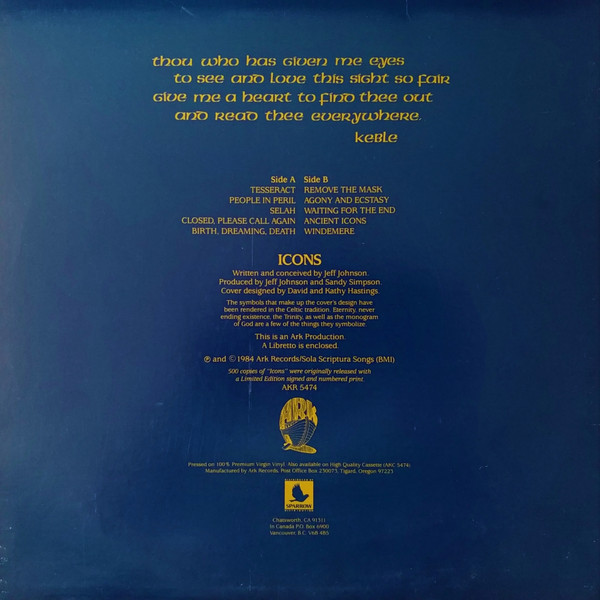 thou who has given me eyes
to see and love this sight so fair
give me a heart to find thee out
and read thee everywhere.
keble
Side A Side B
TESSERACT REMOVE THE MASK
PEOPLE IN PERIL AGONY AND ECSTASY
SELAH WAITING FOR THE END
CLOSED, PLEASE CALL AGAIN ANCIENT ICONS
BIRTH, DREAMING, DEATH WINDEMERE
ICONS
Written and conceived by Jeff Johnson.
Produced by Jeff Johnson and Sandy Simpson.
Cover designed by David and Kathy Hastings.
The symbols that make up the cover's design have
been rendered in the Celtic tradition. Eternity, never
ending existence, the Trinity, as well as the monogram
of God are a few of the things they symbolize.
This is an Ark Production.
A Libretto is enclosed.
℗ and ©1984 Ark Records/Sola Scriptura Songs (BMI)
500 copies of "Icons" were originally released with
a Limited Edition signed and numbered print
AKR 5474
ARK
Pressed on 100% Premium Virgin Vinyl. Also available on High Quality Cassette (AKC 5474)
Manufactured by Ark Records, Post Office Box 230073, Tigard, Oregon 97223
DISTRIBUTED BY
SPARROW
Chatsworth, CA 91311
In Canada P.O. Box 6900
Vancouver, B.C. V6B 4B5